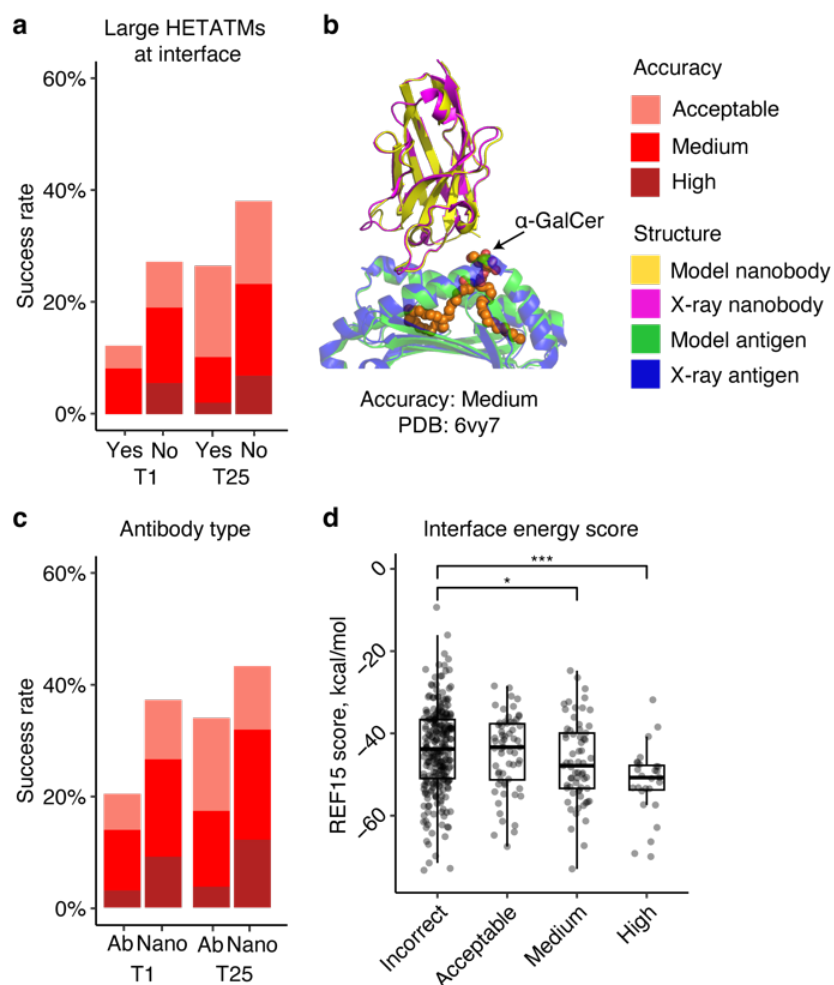 a
Large HETATMs
at interface
60%
40%
20%
0%
Success rate
Yes No Yes No
T1 T25
b
α-GalCer
Accuracy: Medium
PDB: 6vy7
Accuracy
Acceptable
Medium
High
Structure
Model nanobody
X-ray nanobody
Model antigen
X-ray antigen
c
Antibody type
60%
40%
20%
0%
Success rate
Ab Nano Ab Nano
T1 T25
d
Interface energy score
***
*
0
−20
−40
−60
REF15 score, kcal/mol
Incorrect
Acceptable
Medium
High